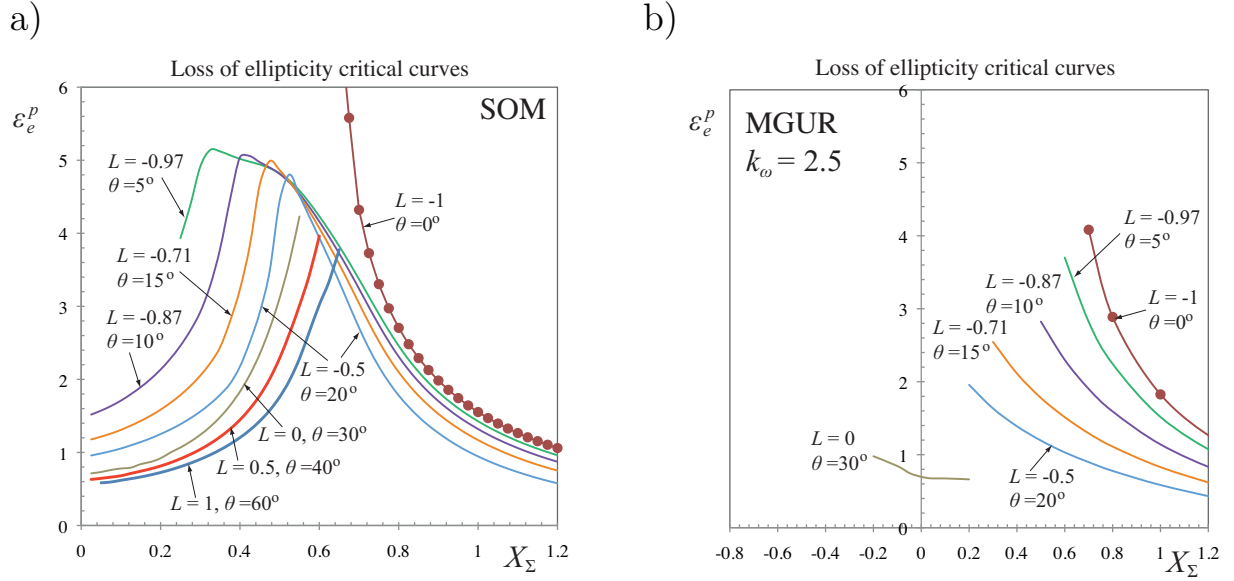 a)
Loss of ellipticity critical curves
SOM
ε_e^p
6
5
4
3
2
1
0
0
0.2
0.4
0.6
0.8
1
1.2
X_Σ
L = -0.97
θ =5°
L = -0.71
θ =15°
L = -0.87
θ =10°
L = -1
θ =0°
L = -0.5
θ =20°
L = 0, θ =30°
L = 0.5, θ =40°
L = 1, θ =60°
b)
Loss of ellipticity critical curves
ε_e^p
MGUR
k_ω = 2.5
6
5
4
3
2
1
0
-0.8
-0.6
-0.4
-0.2
0
0.2
0.4
0.6
0.8
1
1.2
X_Σ
L = -0.97
θ =5°
L = -0.87
θ =10°
L = -1
θ =0°
L = -0.71
θ =15°
L = 0
θ =30°
L = -0.5
θ =20°